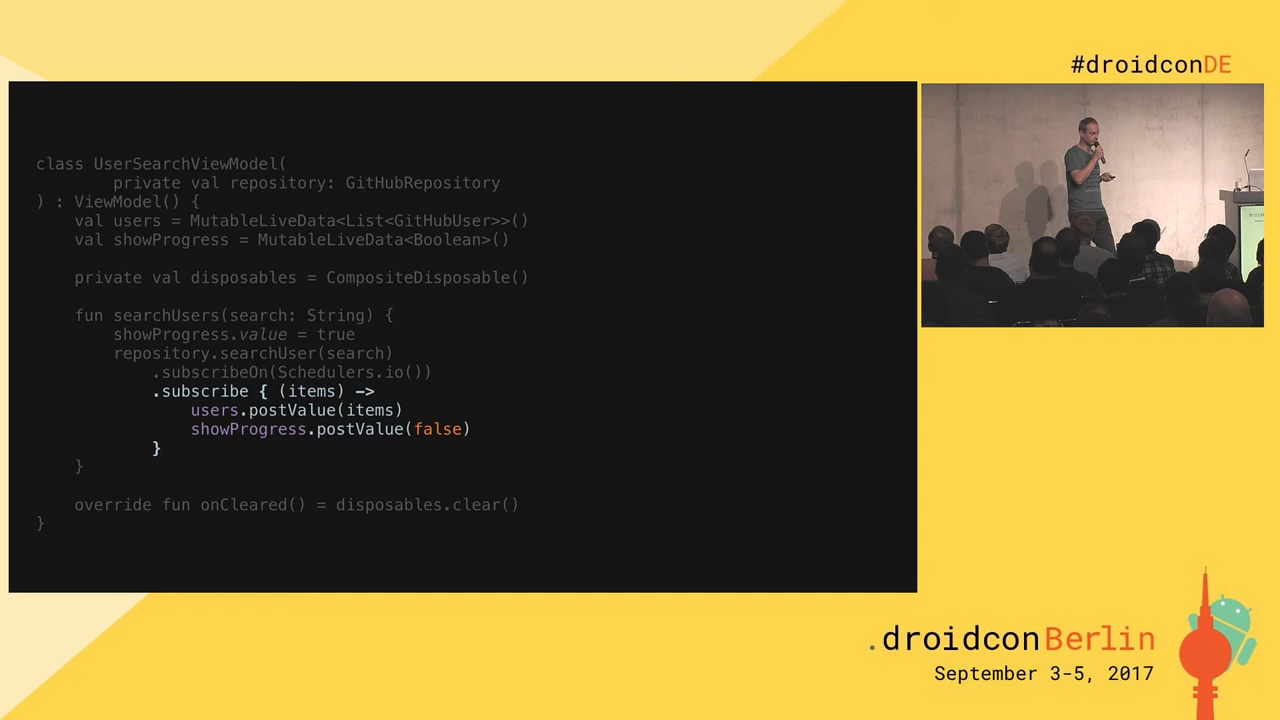 #droidconDE
class UserSearchViewModel(
        private val repository: GitHubRepository
) : ViewModel() {
    val users = MutableLiveData<List<GitHubUser>>()
    val showProgress = MutableLiveData<Boolean>()

    private val disposables = CompositeDisposable()

    fun searchUsers(search: String) {
        showProgress.value = true
        repository.searchUser(search)
            .subscribeOn(Schedulers.io())
            .subscribe { (items) ->
                users.postValue(items)
                showProgress.postValue(false)
            }
    }

    override fun onCleared() = disposables.clear()
}
.droidconBerlin
September 3-5, 2017